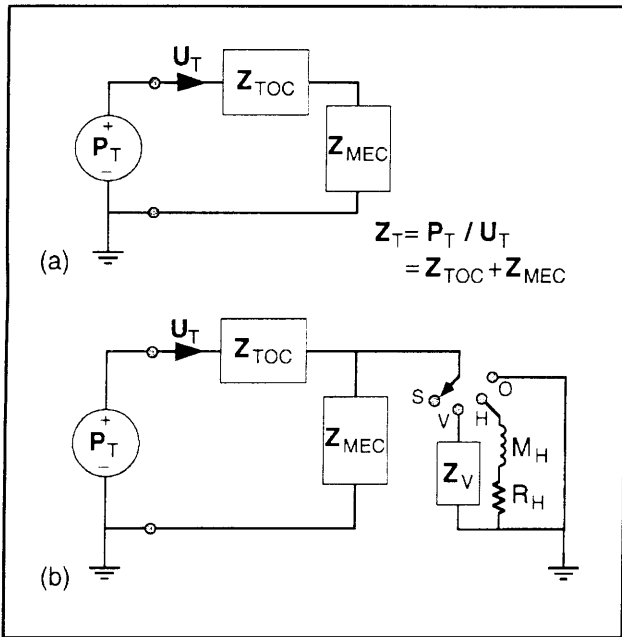 U_T
Z_TOC
+
P_T
−
Z_MEC
Z_T = P_T / U_T
= Z_TOC + Z_MEC
(a)
U_T
Z_TOC
S
V
H
O
+
P_T
−
Z_MEC
Z_V
M_H
R_H
(b)